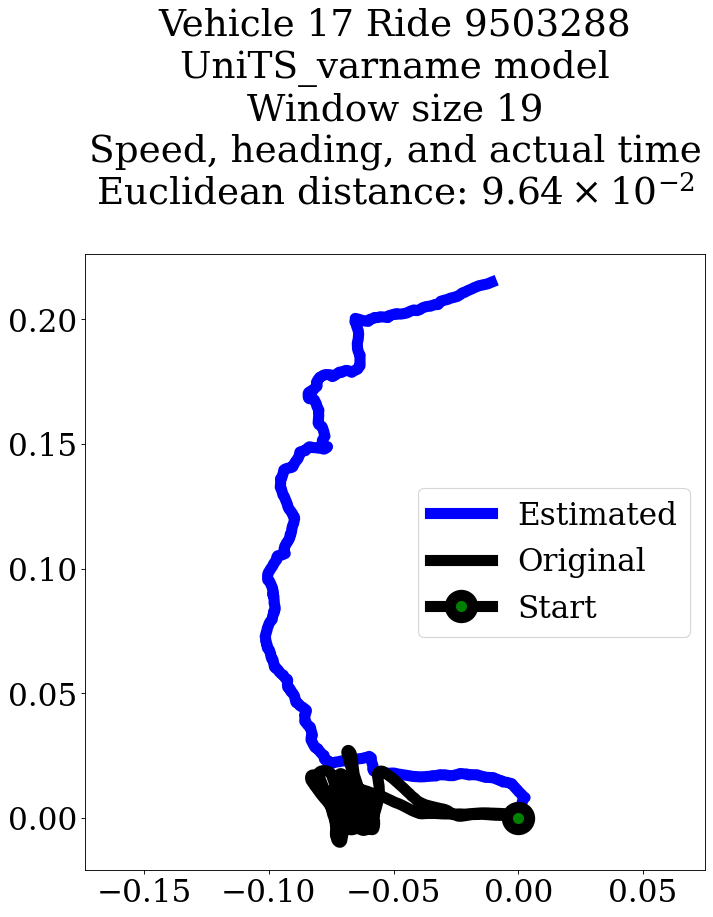 Vehicle 17 Ride 9503288
UniTS_varname model
Window size 19
Speed, heading, and actual time
Euclidean distance: 9.64 × 10⁻²
0.20
0.15
0.10
0.05
0.00
Estimated
Original
Start
−0.15 −0.10 −0.05 0.00 0.05